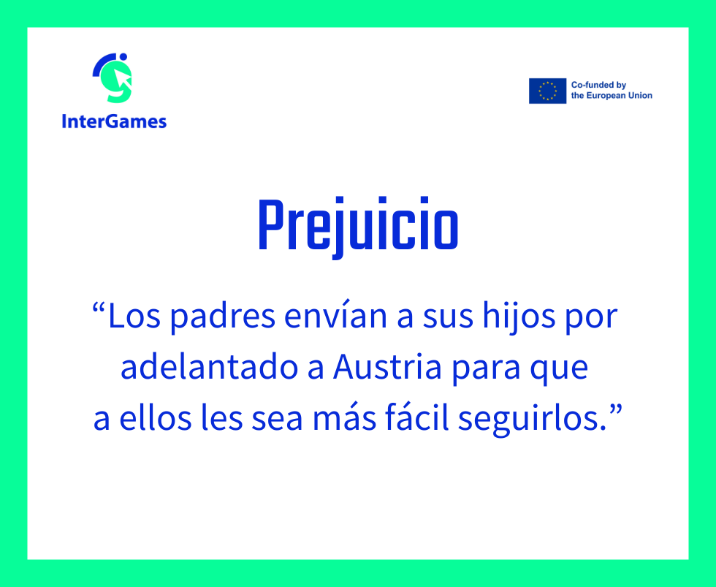 InterGames
Co-funded by
the European Union
Prejuicio
“Los padres envían a sus hijos por
adelantado a Austria para que
a ellos les sea más fácil seguirlos.”